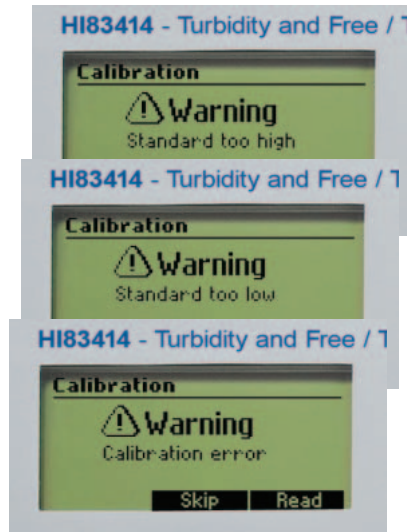 HI83414 - Turbidity and Free /
Calibration
Warning
Standard too high
HI83414 - Turbidity and Free / T
Calibration
Warning
Standard too low
HI83414 - Turbidity and Free / T
Calibration
Warning
Calibration error
Skip Read